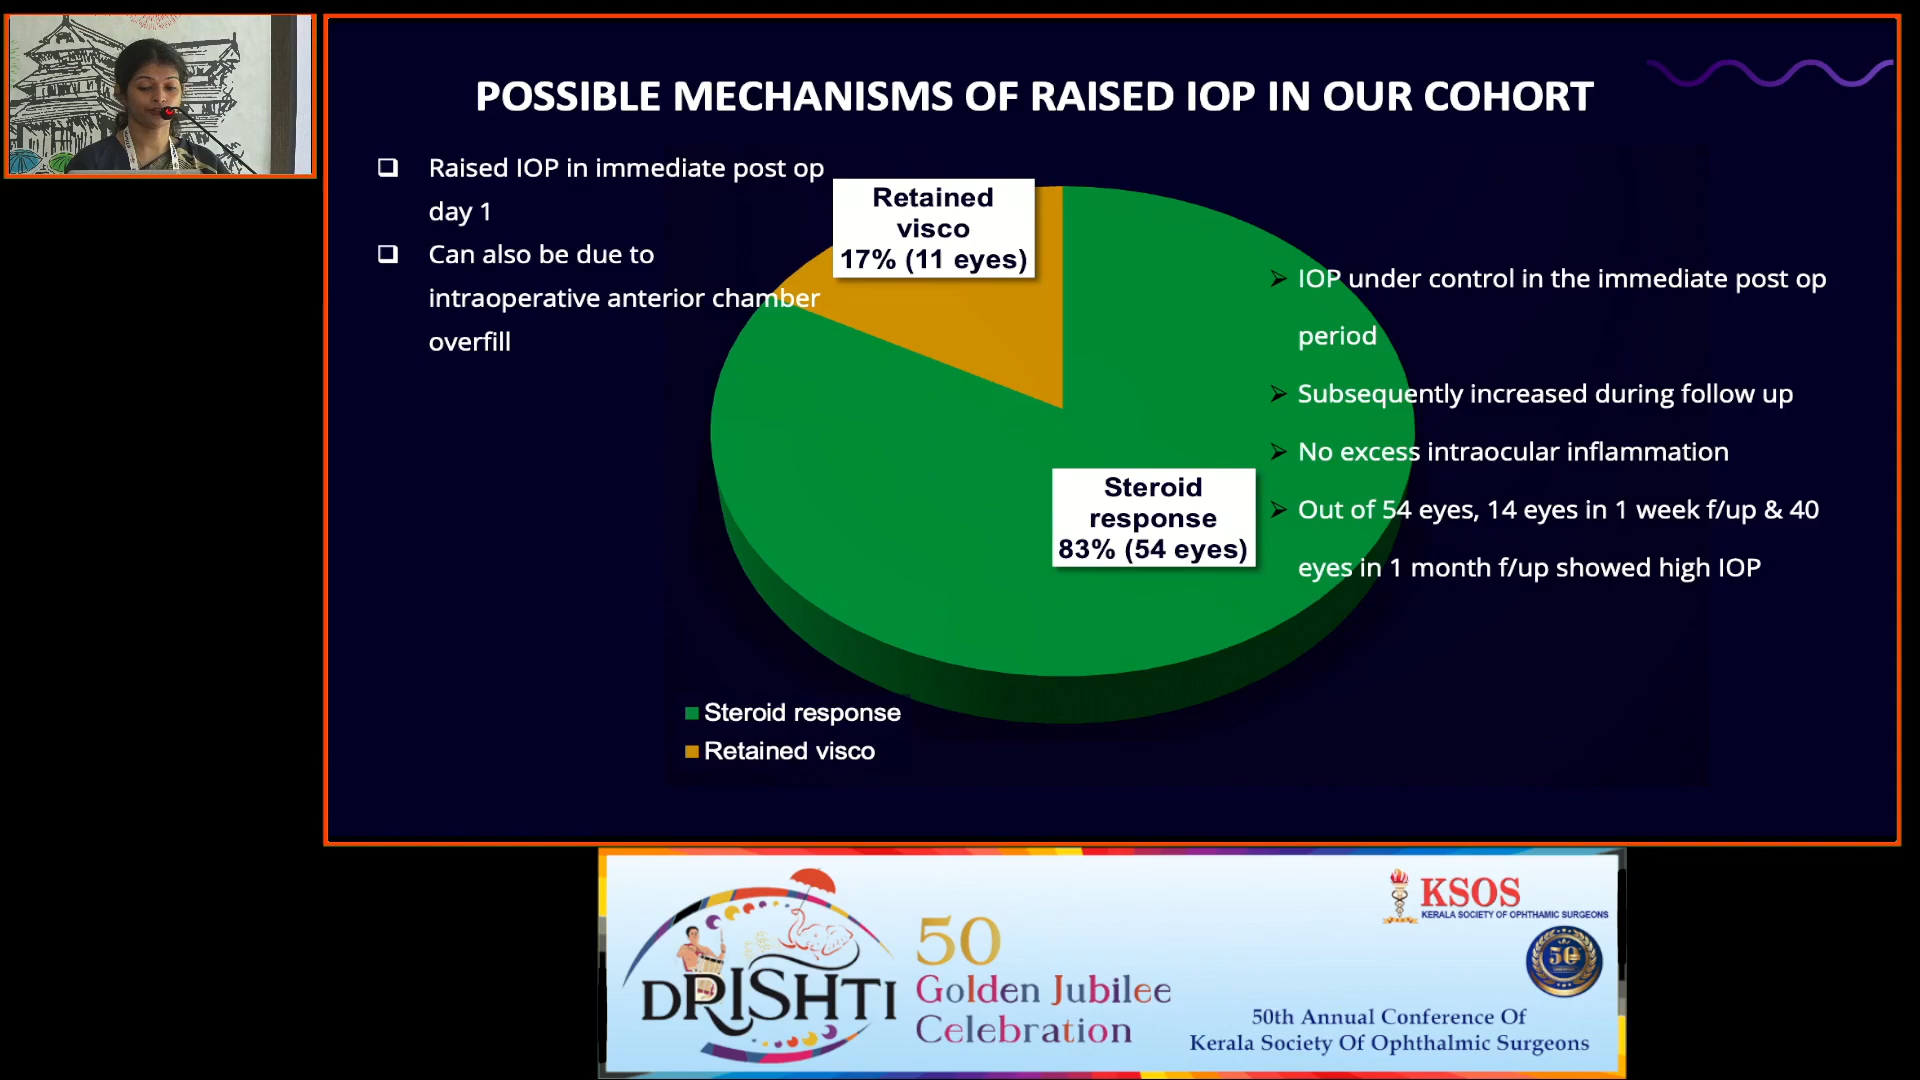 POSSIBLE MECHANISMS OF RAISED IOP IN OUR COHORT
❑ Raised IOP in immediate post op
day 1
❑ Can also be due to
intraoperative anterior chamber
overfill
Retained
visco
17% (11 eyes)
Steroid
response
83% (54 eyes)
➢ IOP under control in the immediate post op
period
➢ Subsequently increased during follow up
➢ No excess intraocular inflammation
➢ Out of 54 eyes, 14 eyes in 1 week f/up & 40
eyes in 1 month f/up showed high IOP
Steroid response
Retained visco
DRISHTI
50
Golden Jubilee
Celebration
KSOS
KERALA SOCIETY OF OPHTHAMIC SURGEONS
50
50th Annual Conference Of
Kerala Society Of Ophthalmic Surgeons